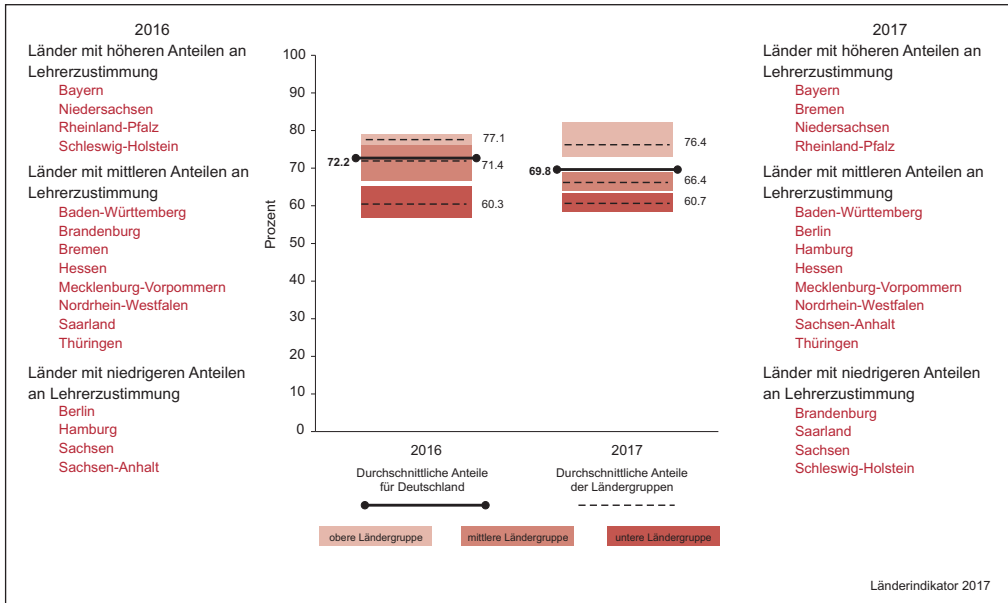 2016
Länder mit höheren Anteilen an
Lehrerzustimmung
Bayern
Niedersachsen
Rheinland-Pfalz
Schleswig-Holstein
Länder mit mittleren Anteilen an
Lehrerzustimmung
Baden-Württemberg
Brandenburg
Bremen
Hessen
Mecklenburg-Vorpommern
Nordrhein-Westfalen
Saarland
Thüringen
Länder mit niedrigeren Anteilen
an Lehrerzustimmung
Berlin
Hamburg
Sachsen
Sachsen-Anhalt
Prozent
100
90
80
70
60
50
40
30
20
10
0
72.2
77.1
71.4
60.3
69.8
76.4
66.4
60.7
2016
2017
Durchschnittliche Anteile
für Deutschland
Durchschnittliche Anteile
der Ländergruppen
obere Ländergruppe
mittlere Ländergruppe
untere Ländergruppe
2017
Länder mit höheren Anteilen an
Lehrerzustimmung
Bayern
Bremen
Niedersachsen
Rheinland-Pfalz
Länder mit mittleren Anteilen an
Lehrerzustimmung
Baden-Württemberg
Berlin
Hamburg
Hessen
Mecklenburg-Vorpommern
Nordrhein-Westfalen
Sachsen-Anhalt
Thüringen
Länder mit niedrigeren Anteilen
an Lehrerzustimmung
Brandenburg
Saarland
Sachsen
Schleswig-Holstein
Länderindikator 2017